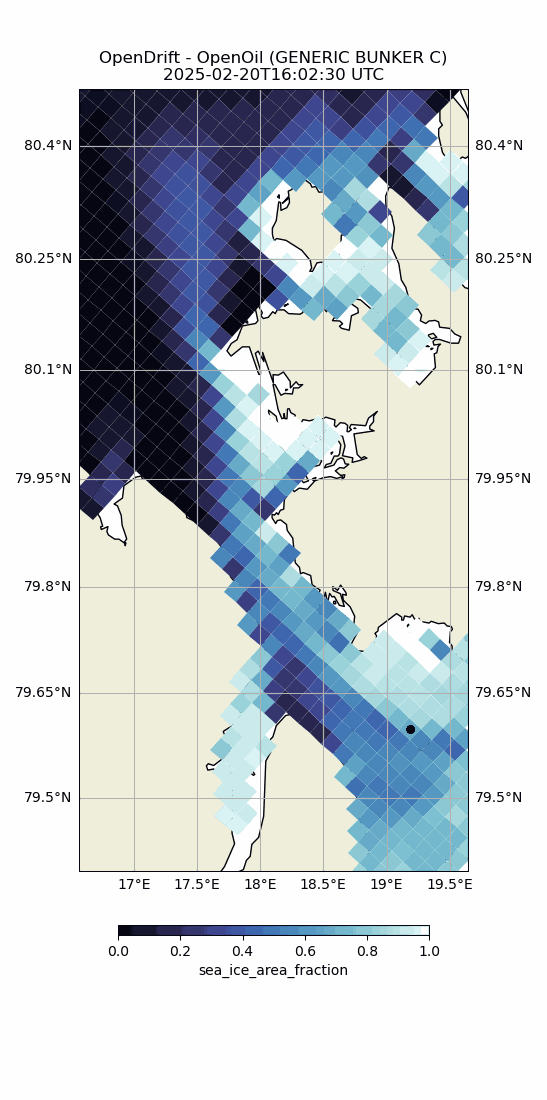 OpenDrift - OpenOil (GENERIC BUNKER C)
2025-02-20T16:02:30 UTC
80.4°N 80.4°N
80.25°N 80.25°N
80.1°N 80.1°N
79.95°N 79.95°N
79.8°N 79.8°N
79.65°N 79.65°N
79.5°N 79.5°N
17°E 17.5°E 18°E 18.5°E 19°E 19.5°E
0.0 0.2 0.4 0.6 0.8 1.0
sea_ice_area_fraction